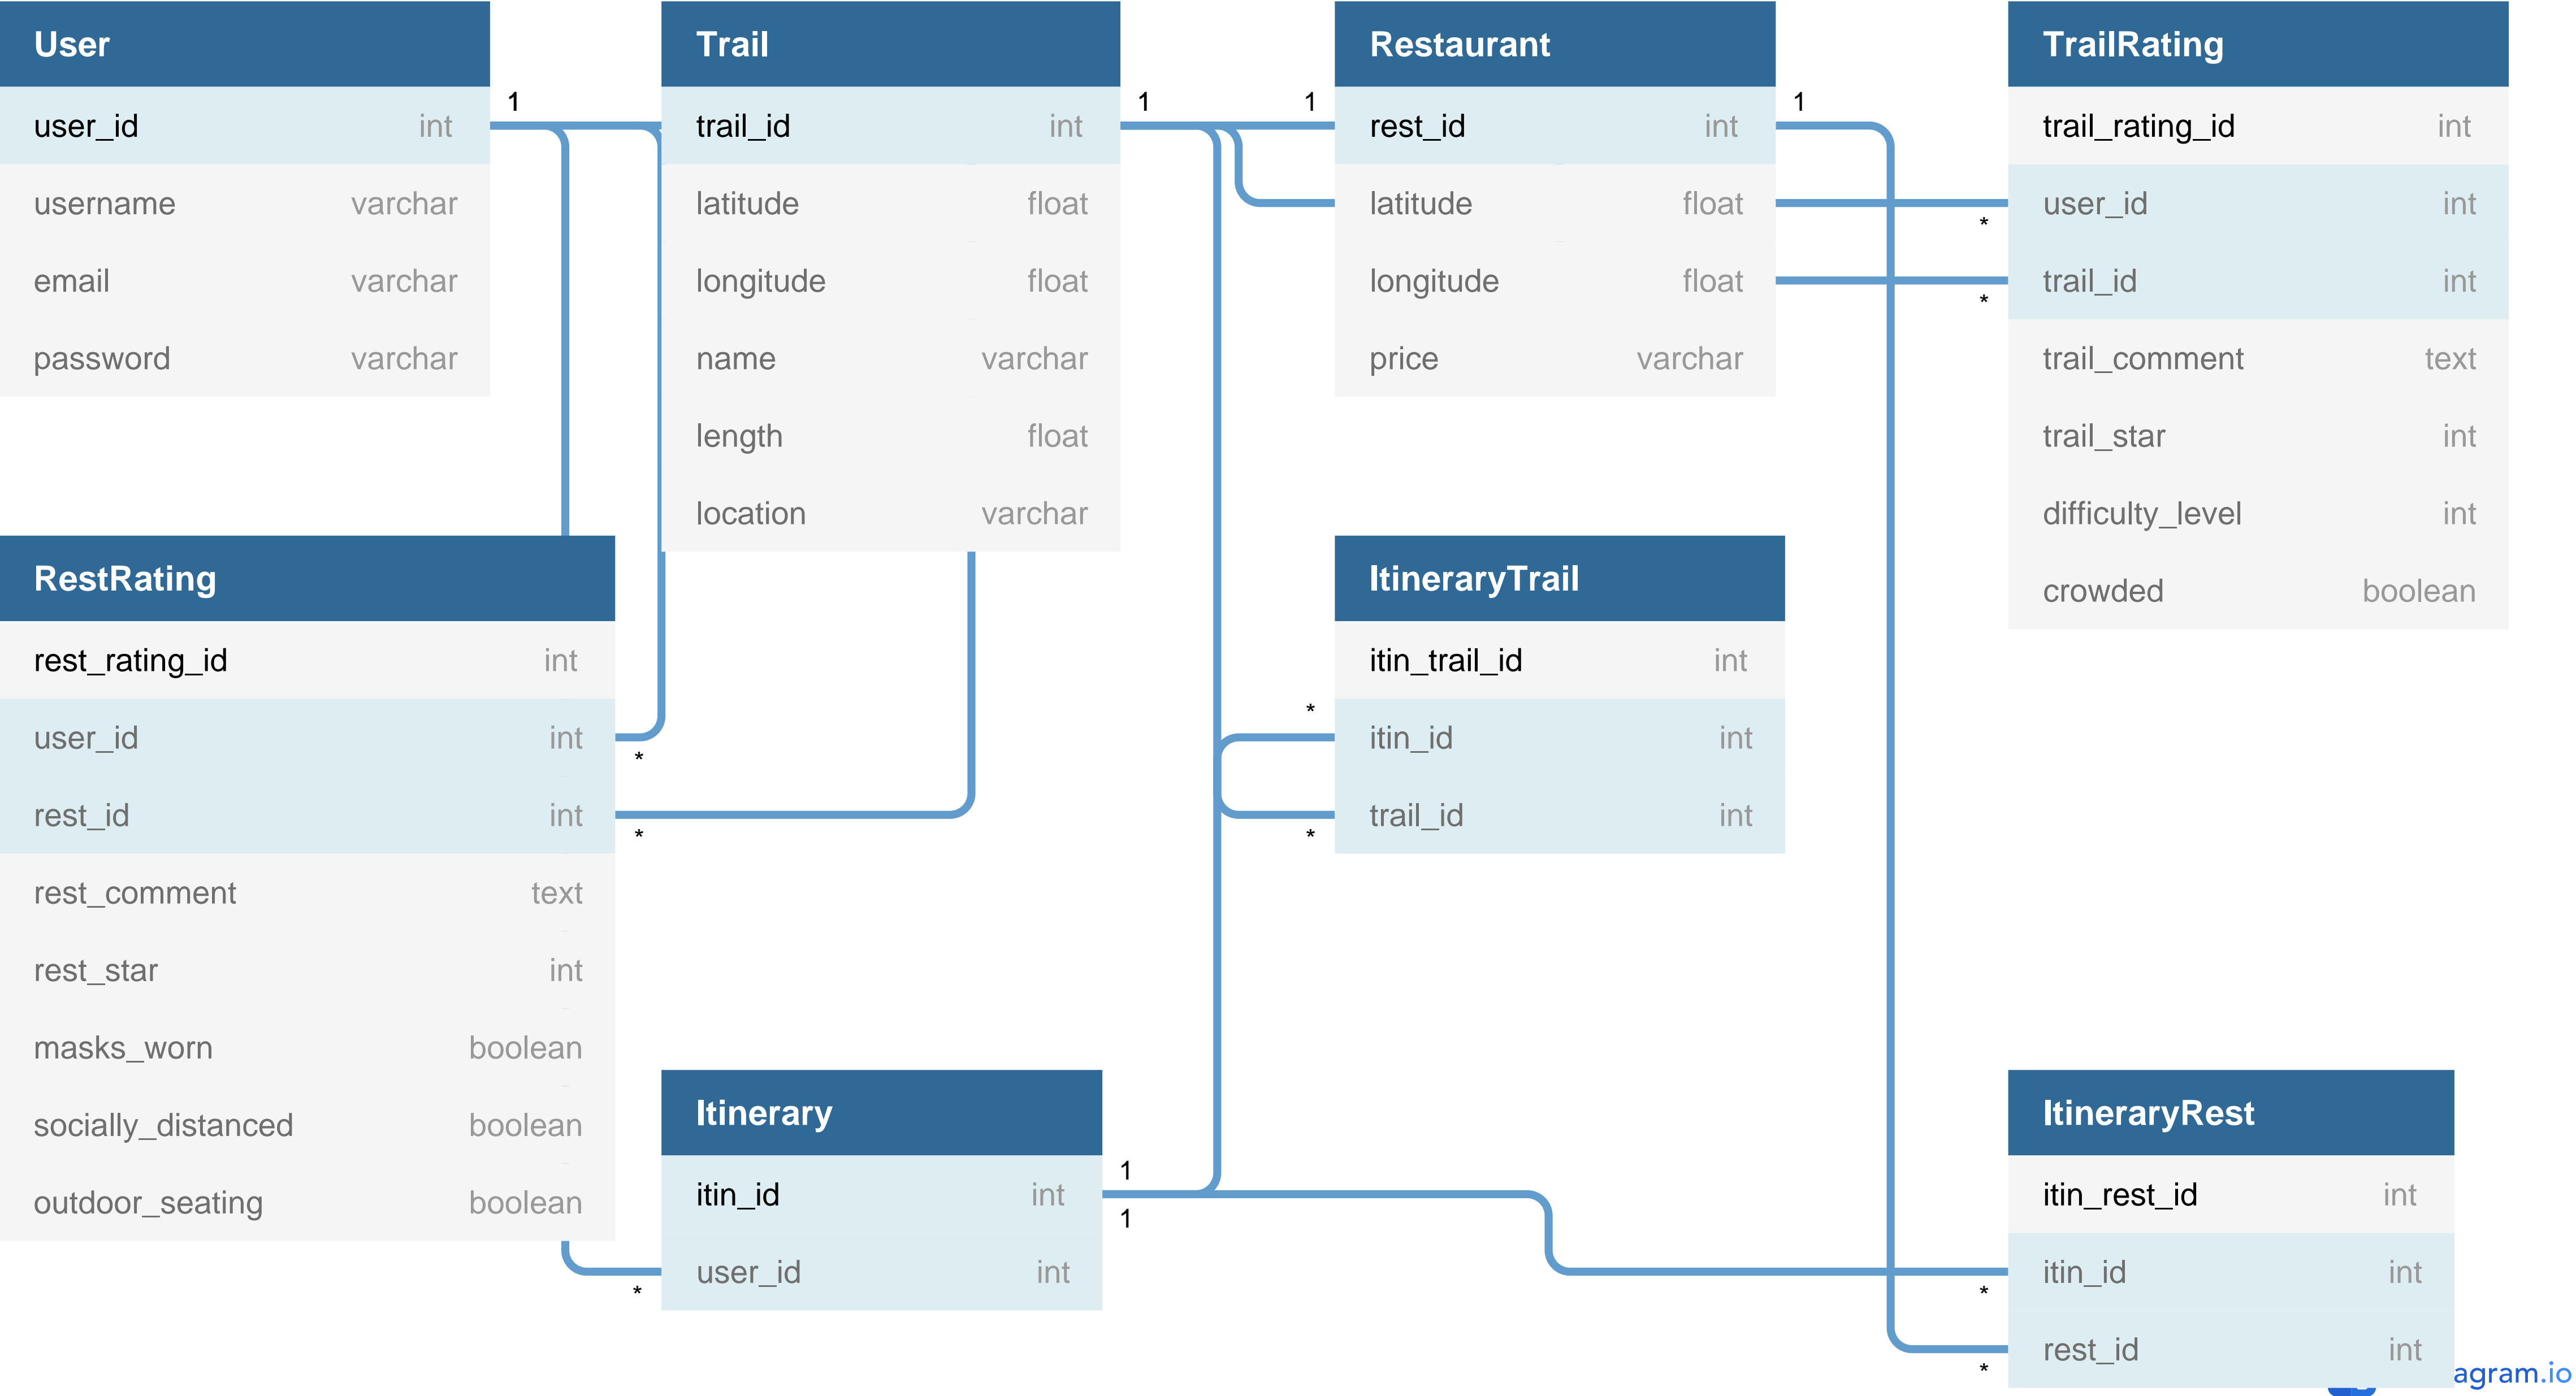 User
user_id int
username varchar
email varchar
password varchar
1
Trail
trail_id int
latitude float
longitude float
name varchar
length float
location varchar
1
1
Restaurant
rest_id int
latitude float
longitude float
price varchar
1
*
*
TrailRating
trail_rating_id int
user_id int
trail_id int
trail_comment text
trail_star int
difficulty_level int
crowded boolean
RestRating
rest_rating_id int
user_id int
rest_id int
rest_comment text
rest_star int
masks_worn boolean
socially_distanced boolean
outdoor_seating boolean
*
*
ItineraryTrail
itin_trail_id int
itin_id int
trail_id int
*
*
Itinerary
itin_id int
user_id int
*
1
1
ItineraryRest
itin_rest_id int
itin_id int
rest_id int
*
*
agram.io